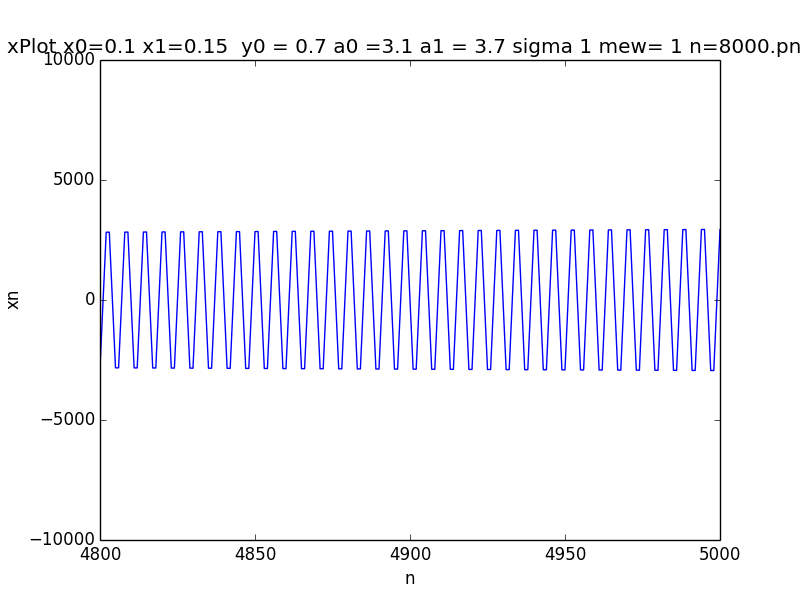 xPlot x0=0.1 x1=0.15  y0 = 0.7 a0 =3.1 a1 = 3.7 sigma 1 mew= 1 n=8000.pn
10000
5000
0
−5000
−10000
xn
4800 4850 4900 4950 5000
n